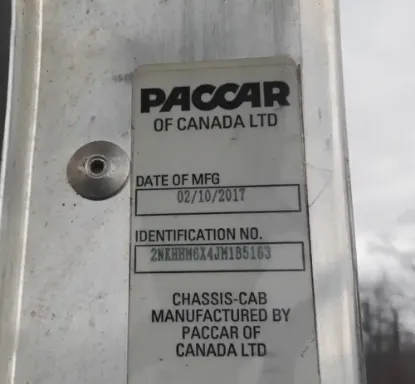 PACCAR
OF CANADA LTD
DATE OF MFG
02/10/2017
IDENTIFICATION NO.
2NKHHM6X4JM185163
CHASSIS-CAB
MANUFACTURED BY
PACCAR OF
CANADA LTD